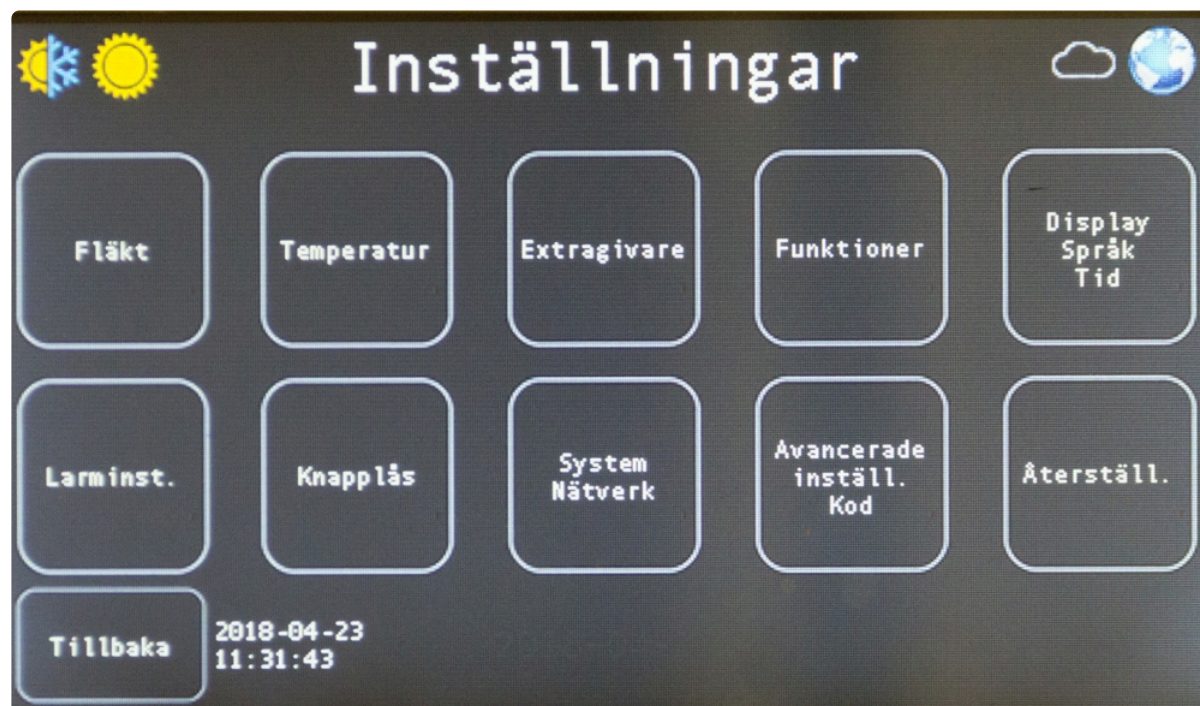 Inställningar
Fläkt
Temperatur
Extragivare
Funktioner
Display
Språk
Tid
Larminst.
Knapplås
System
Nätverk
Avancerade
inställ.
Kod
Återställ.
Tillbaka
2018-04-23
11:31:43